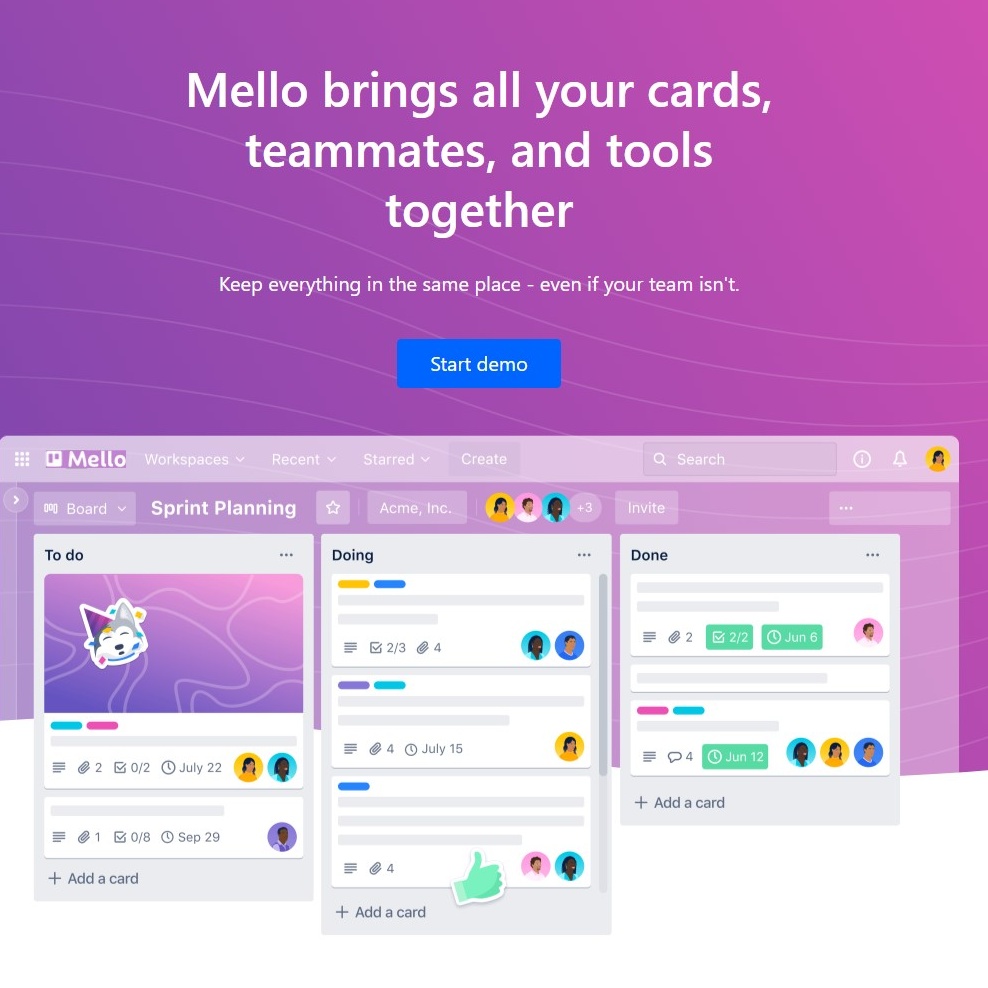 Mello brings all your cards,
teammates, and tools
together
Keep everything in the same place - even if your team isn't.
Start demo
Mello Workspaces Recent Starred Create Search
Board Sprint Planning Acme, Inc. +3 Invite
To do
2 0/2 July 22
1 0/8 Sep 29
Add a card
Doing
2/3 4
4 July 15
4
Add a card
Done
2 2/2 Jun 6
4 Jun 12
Add a card